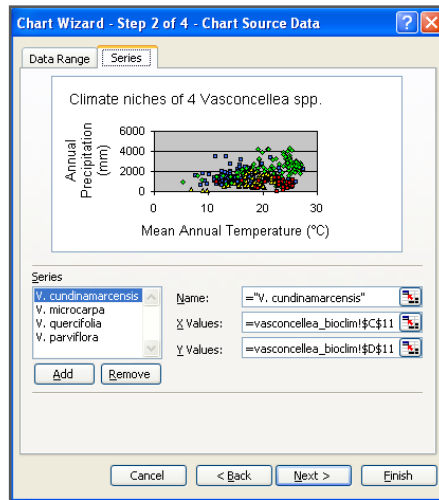 Chart Wizard - Step 2 of 4 - Chart Source Data
Data Range
Series
Climate niches of 4 Vasconcellea spp.
Annual
Precipitation
(mm)
6000
4000
2000
0
0
10
20
30
Mean Annual Temperature (°C)
Series
V. cundinamarcensis
V. microcarpa
V. quercifolia
V. parviflora
Name:
="V. cundinamarcensis"
X Values:
=vasconcellea_bioclim!$C$11
Y Values:
=vasconcellea_bioclim!$D$11
Add
Remove
Cancel
< Back
Next >
Finish